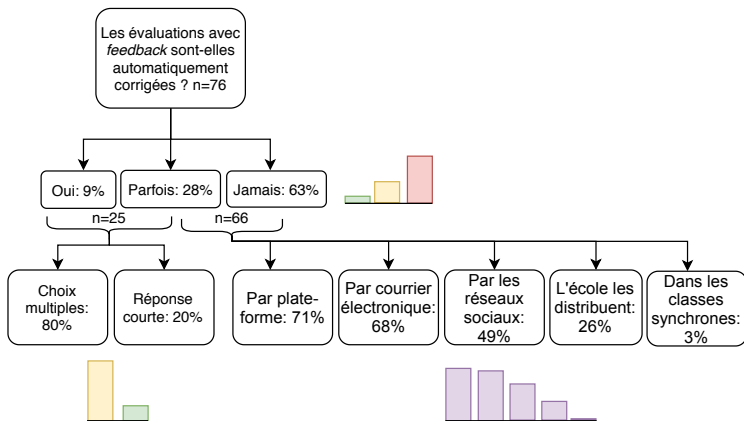 Les évaluations avec
feedback sont-elles
automatiquement
corrigées ? n=76
Oui: 9%
Parfois: 28%
Jamais: 63%
n=25
n=66
Choix
multiples:
80%
Réponse
courte: 20%
Par plate-
forme: 71%
Par courrier
électronique:
68%
Par les
réseaux
sociaux:
49%
L'école les
distribuent:
26%
Dans les
classes
synchrones:
3%